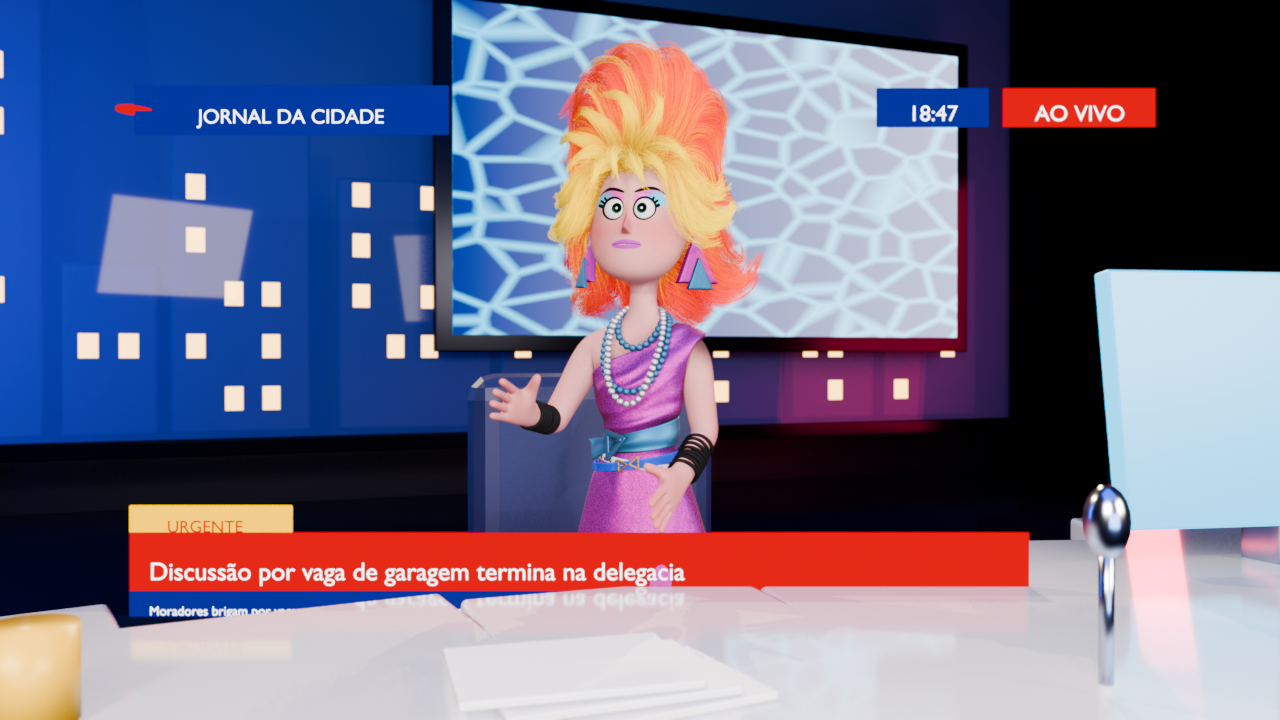 JORNAL DA CIDADE
18:47
AO VIVO
URGENTE
Discussão por vaga de garagem termina na delegacia
Moradores brigam por